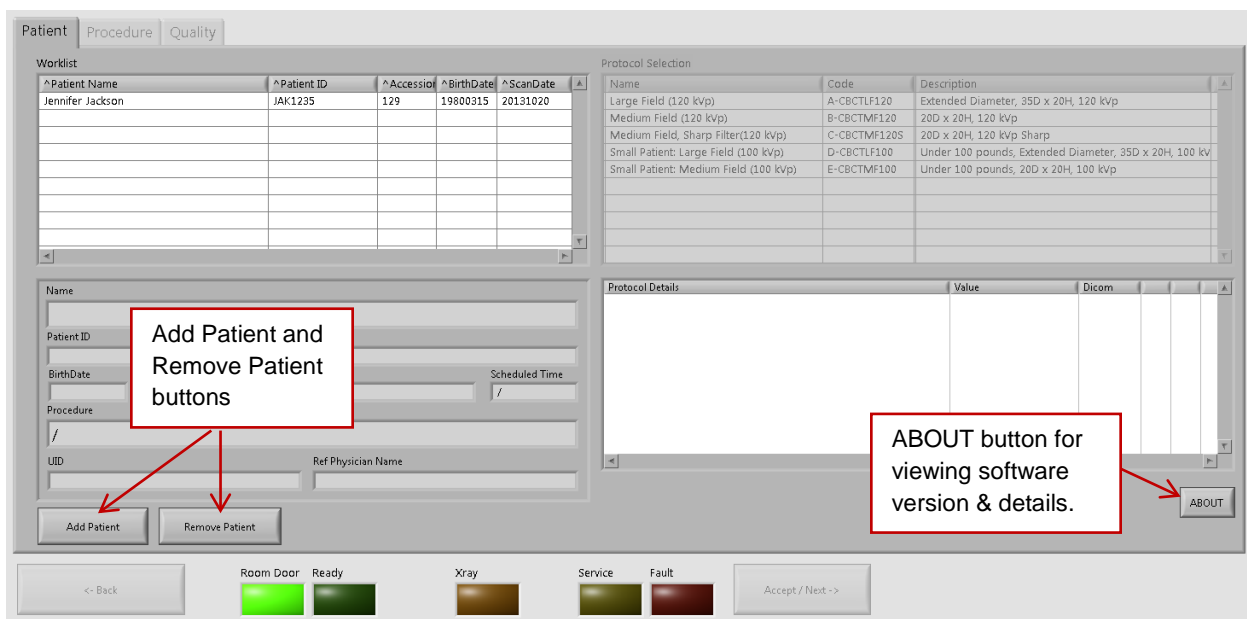 Patient Procedure Quality
Worklist
^Patient Name ^Patient ID ^Accession ^BirthDate ^ScanDate
Jennifer Jackson JAK1235 129 19800315 20131020
Protocol Selection
Name Code Description
Large Field (120 kVp) A-CBCTLF120 Extended Diameter, 35D x 20H, 120 kVp
Medium Field (120 kVp) B-CBCTMF120 20D x 20H, 120 kVp
Medium Field, Sharp Filter(120 kVp) C-CBCTMF120S 20D x 20H, 120 kVp Sharp
Small Patient: Large Field (100 kVp) D-CBCTLF100 Under 100 pounds, Extended Diameter, 35D x 20H, 100 kV
Small Patient: Medium Field (100 kVp) E-CBCTMF100 Under 100 pounds, 20D x 20H, 100 kVp
Name
Patient ID
BirthDate Scheduled Time
/
Procedure
/
UID Ref Physician Name
Add Patient and
Remove Patient
buttons
Add Patient Remove Patient
Protocol Details Value Dicom
ABOUT button for
viewing software
version & details.
ABOUT
<- Back
Room Door Ready Xray Service Fault
Accept / Next ->